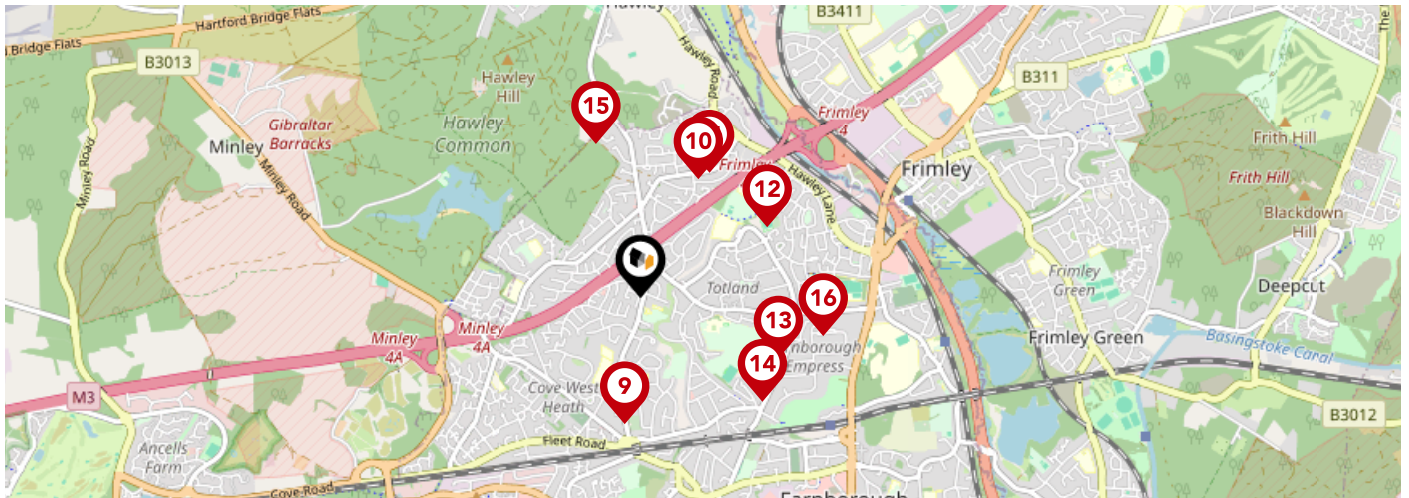 Hawley
B3411
Hartford Bridge Flats
d Bridge Flats
B3013
Hawley Road
B311
The
Hawley
Hill
15
Frimley
4
Gibraltar
Barracks
Hawley
Common
10
Minley
Frith Hill
Minley Road
Frimley
Frimley
Frith Hill
12
Hawley Lane
Minley Road
Blackdown
Hill
Totland
Frimley
Green
Deepcut
16
13
Minley
4A
Minley
4A
Frimley Green
Basingstoke Canal
nborough
Empress
14
9
Cove West
Heath
M3
B3012
Fleet Road
Ancells
Farm
Cove Road
Farnborough